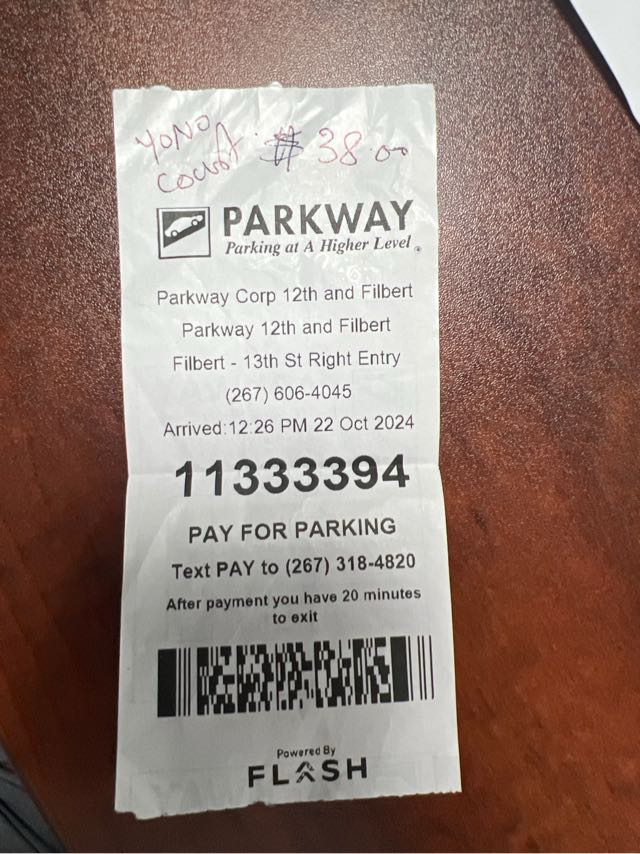 YONO # 38.00
COURT
PARKWAY
Parking at A Higher Level®
Parkway Corp 12th and Filbert
Parkway 12th and Filbert
Filbert - 13th St Right Entry
(267) 606-4045
Arrived:12:26 PM 22 Oct 2024
11333394
PAY FOR PARKING
Text PAY to (267) 318-4820
After payment you have 20 minutes
to exit
Powered By
FLASH